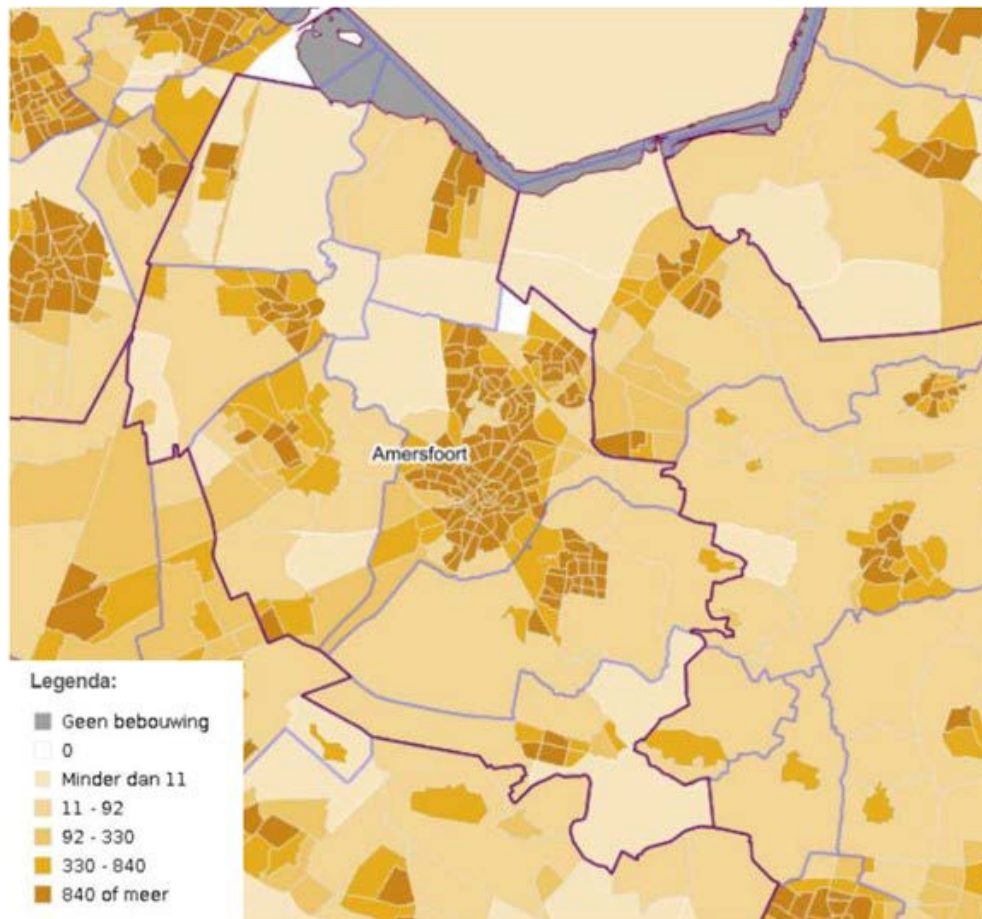 Amersfoort
Legenda:
Geen bebouwing
0
Minder dan 11
11 - 92
92 - 330
330 - 840
840 of meer